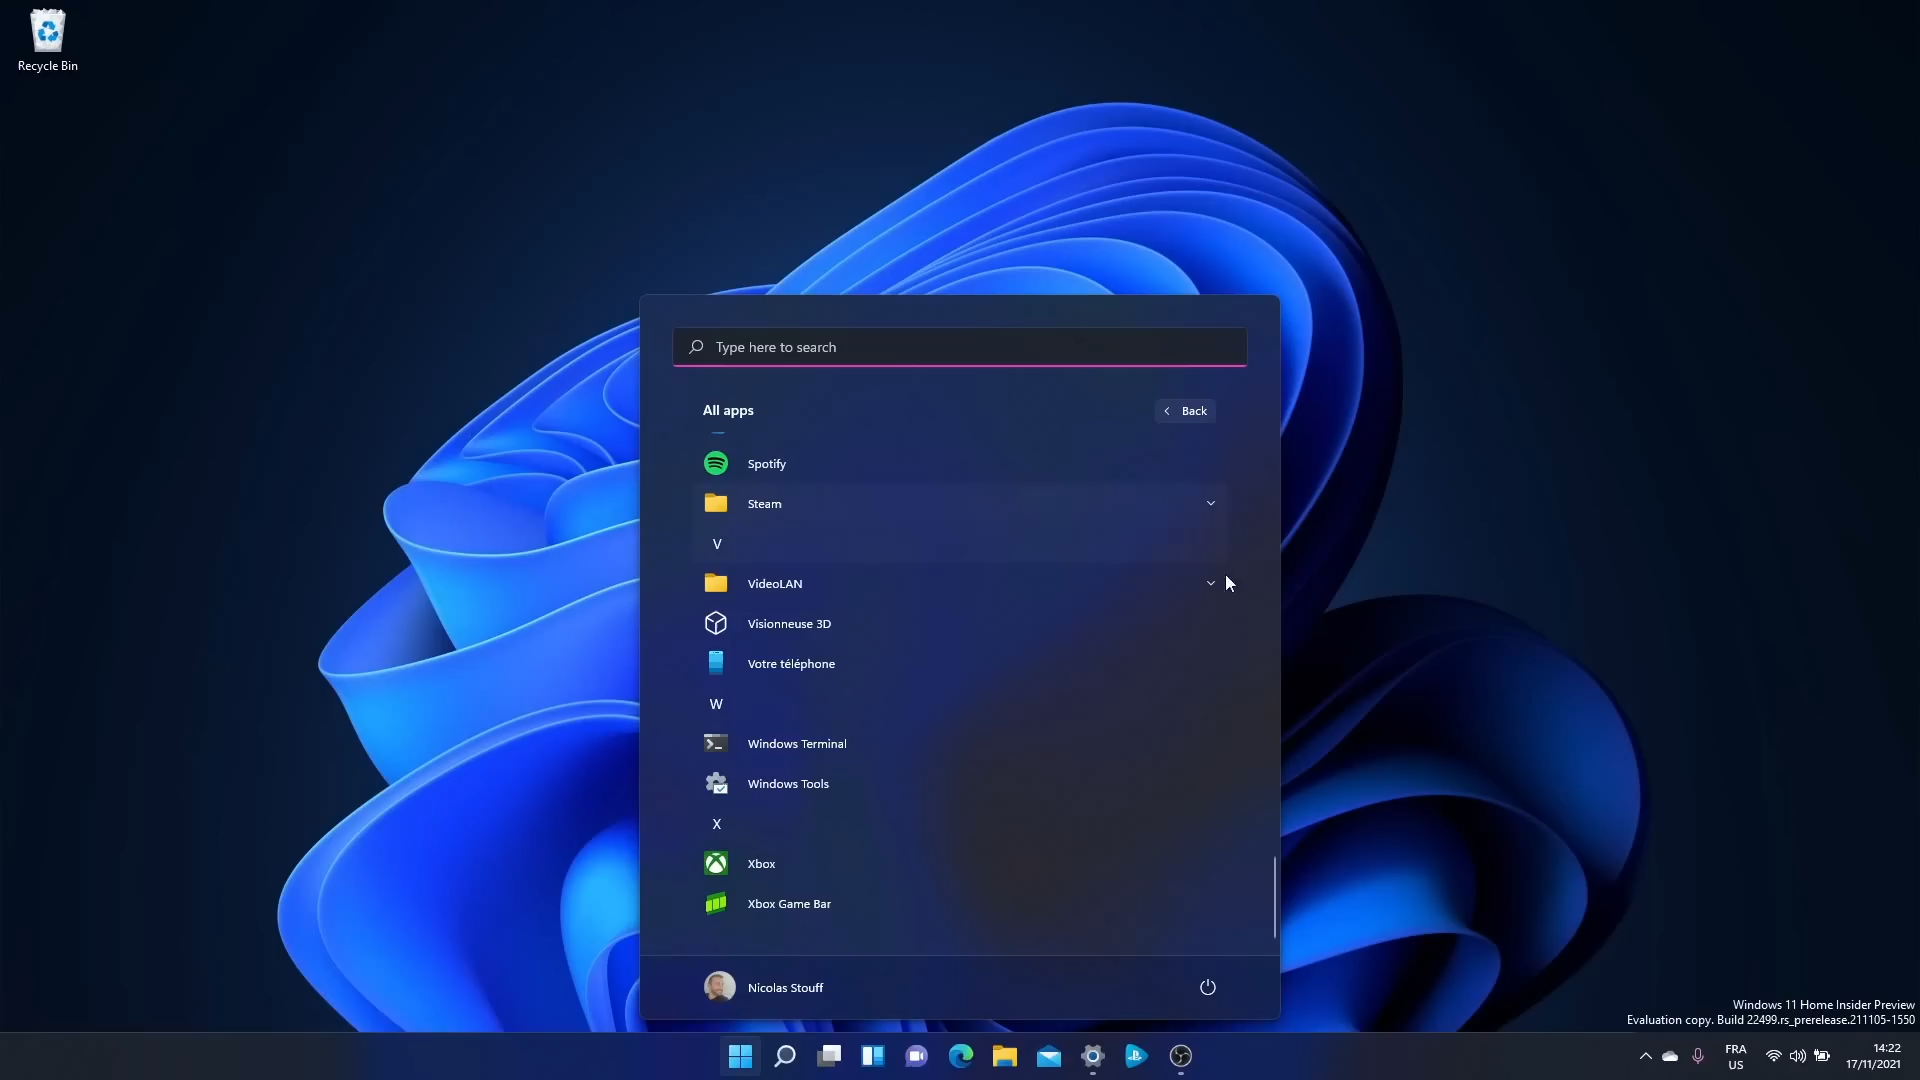 Recycle Bin
Type here to search
All apps
Back
Spotify
Steam
V
VideoLAN
Visionneuse 3D
Votre téléphone
W
Windows Terminal
Windows Tools
X
Xbox
Xbox Game Bar
Nicolas Stouff
Windows 11 Home Insider Preview
Evaluation copy. Build 22499.rs_prerelease.211105-1550
FRA
US
14:22
17/11/2021